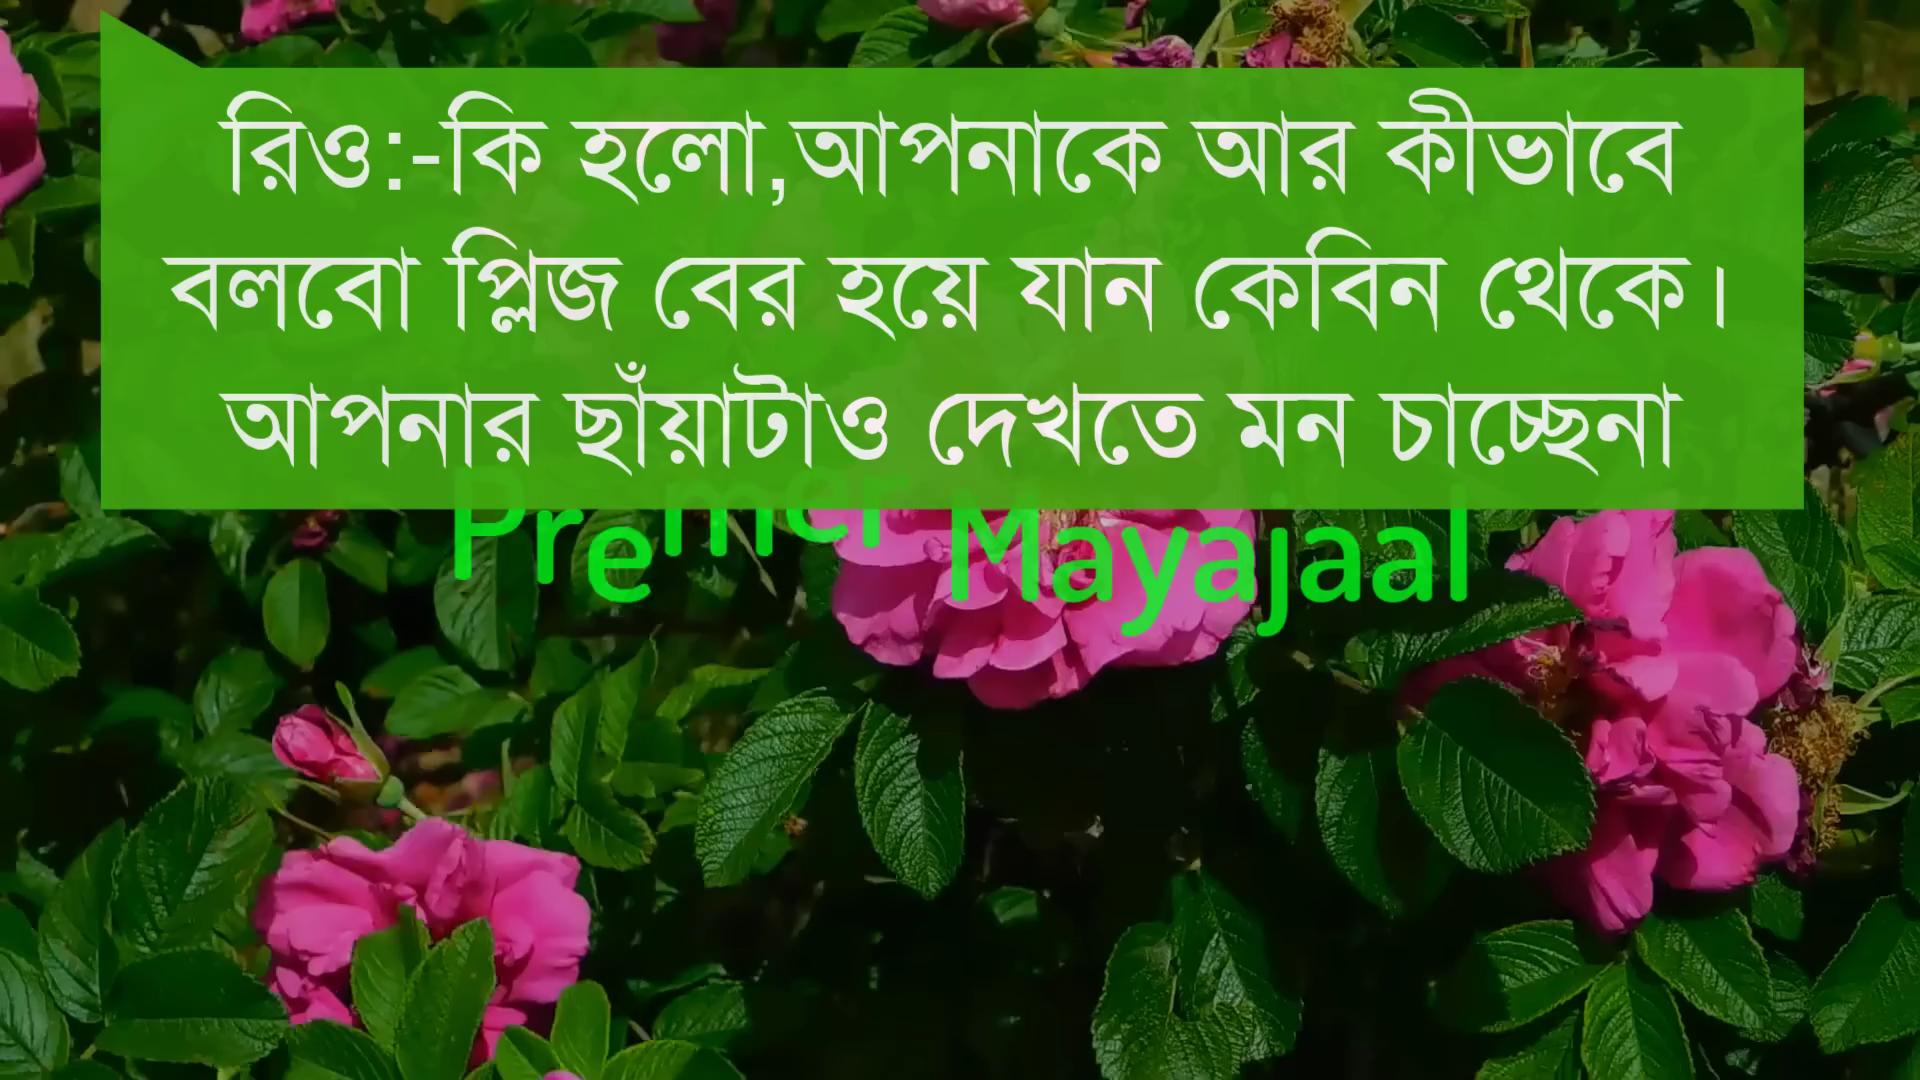 রিও:-কি হলো,আপনাকে আর কীভাবে
বলবো প্লিজ বের হয়ে যান কেবিন থেকে।
আপনার ছাঁয়াটাও দেখতে মন চাচ্ছেনা
Premer Mayajaal